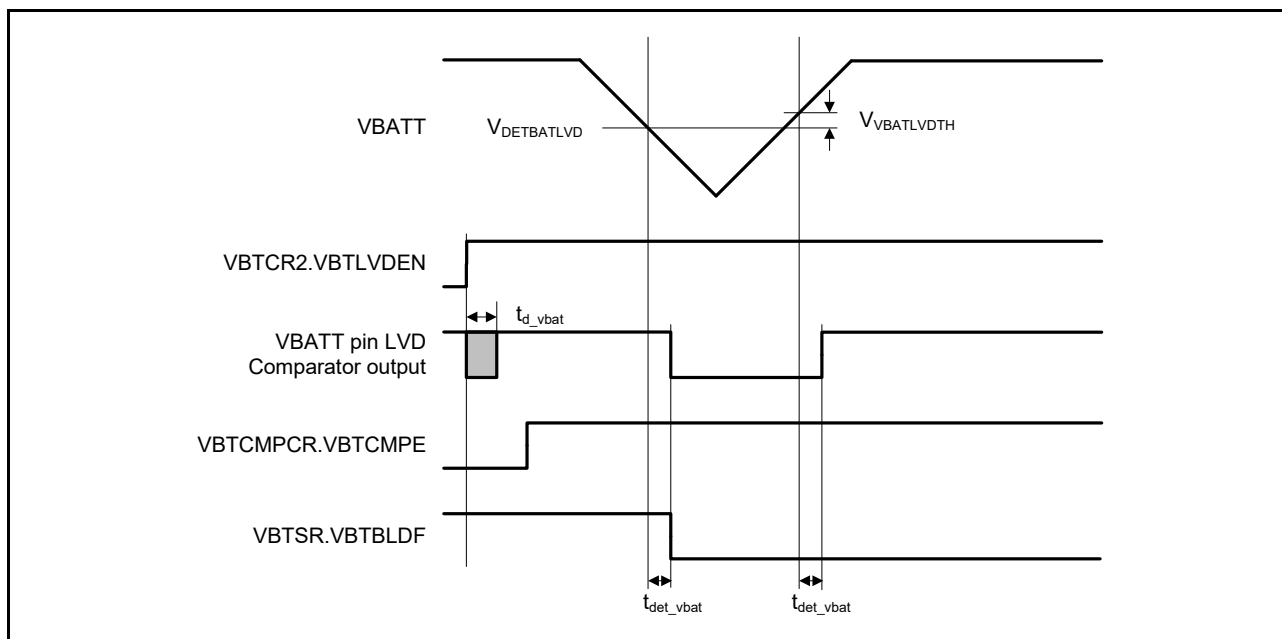 VBATT
VDETBATLVD
VVBATLVDTH
VBTCR2.VBTLVDEN
td_vbat
VBATT pin LVD
Comparator output
VBTCMPCR.VBTCMPE
VBTSR.VBTBLDF
tdet_vbat
tdet_vbat